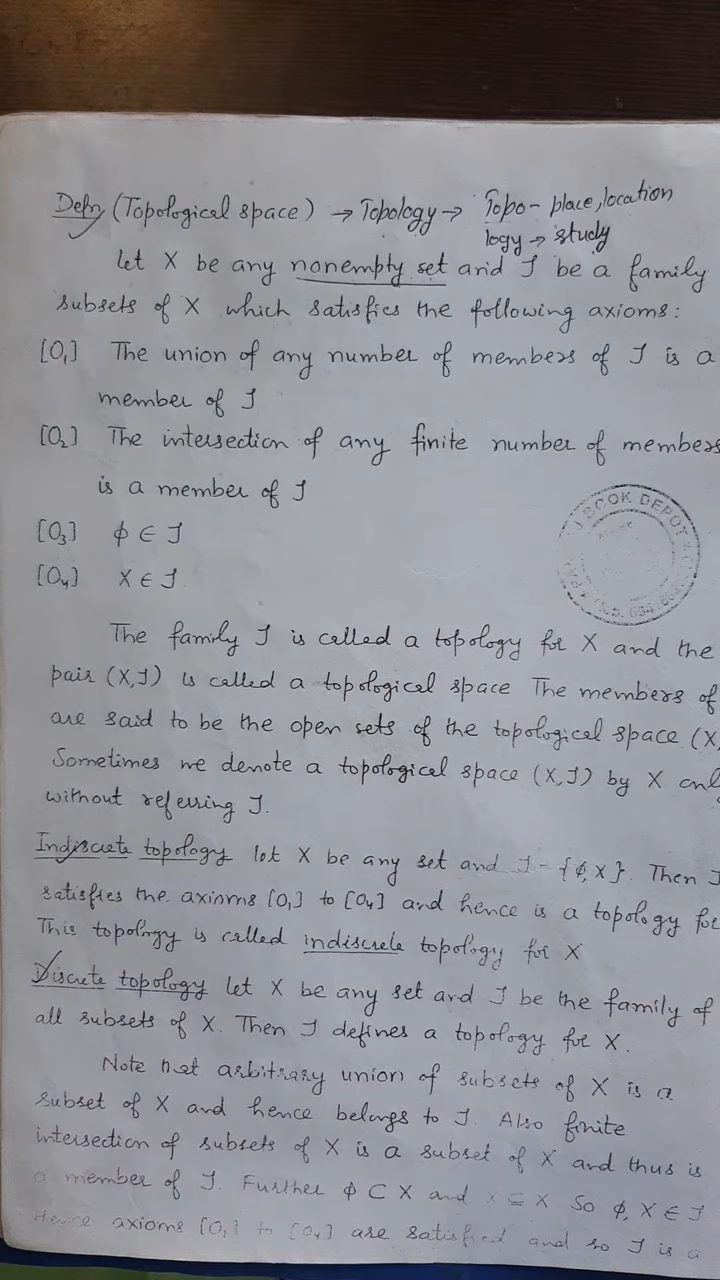 Defn (Topological space) → Topology → Topo - place, location
logy → study
Let X be any nonempty set and J be a family
subsets of X which satisfies the following axioms:
[O₁] The union of any number of members of J is a
member of J
[O₂] The intersection of any finite number of members
is a member of J
[O₃] ϕ ∈ J
[O₄] X ∈ J.
BOOK DEPOT
The family J is called a topology for X and the
pair (X,J) is called a topological space The members of
are said to be the open sets of the topological space (X,
Sometimes we denote a topological space (X,J) by X onl
without referring J.
Indiscrete topology let X be any set and J = {ϕ,X}. Then J
satisfies the axioms [O₁] to [O₄] and hence is a topology for
This topology is called indiscrete topology for X
Discrete topology Let X be any set and J be the family of
all subsets of X. Then J defines a topology for X.
Note that arbitrary union of subsets of X is a
subset of X and hence belongs to J. Also finite
intersection of subsets of X is a subset of X and thus is
a member of J. Further ϕ ⊂ X and X ⊆ X So ϕ, X ∈ J
Hence axioms [O₁] to [O₄] are satisfied and so J is a